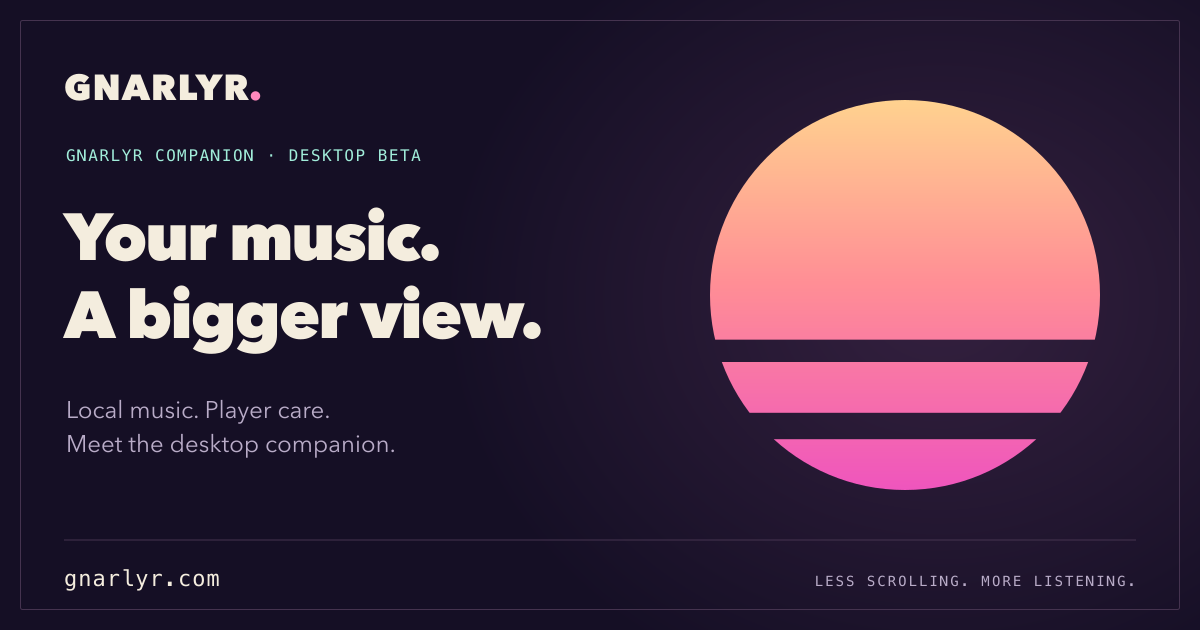 GNARLYR.
GNARLYR COMPANION · DESKTOP BETA
Your music.
A bigger view.
Local music. Player care.
Meet the desktop companion.
gnarlyr.com
LESS SCROLLING. MORE LISTENING.